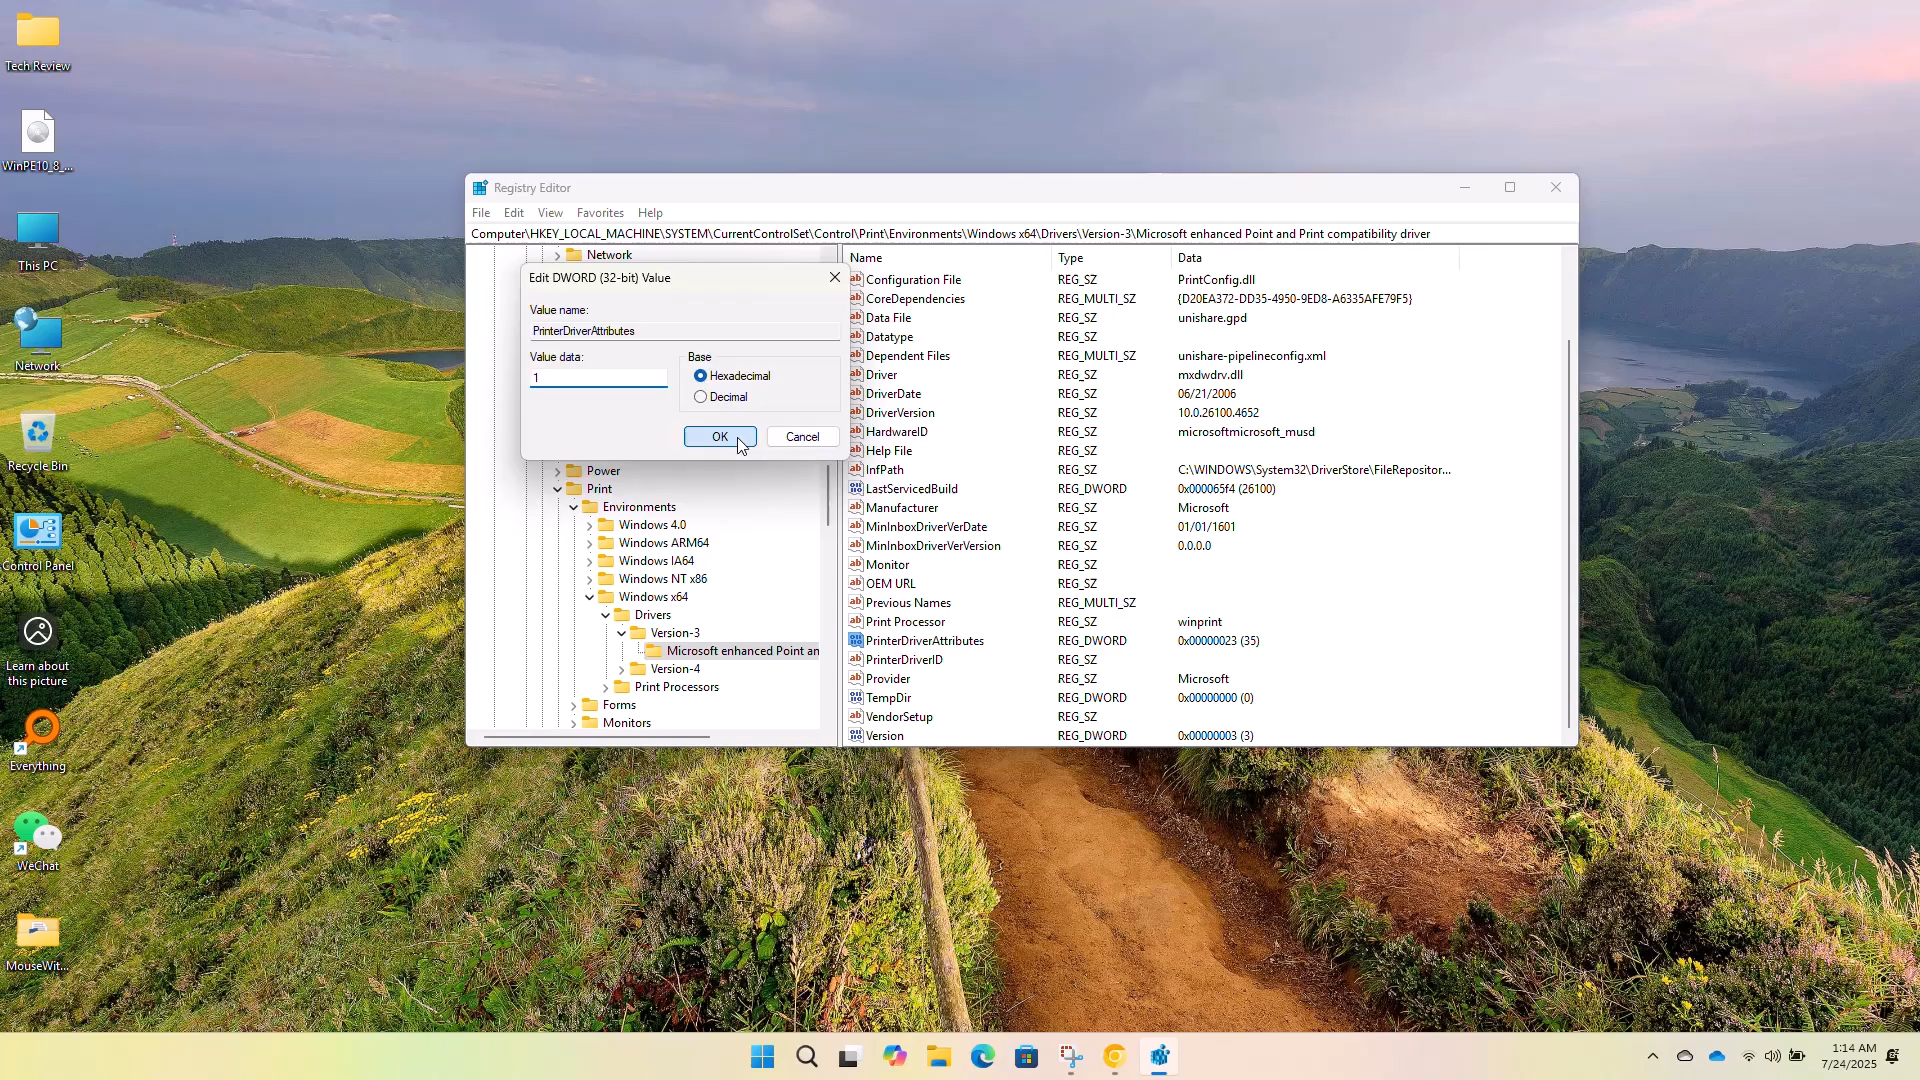 Tech Review
WinPE10_8_...
This PC
Network
Recycle Bin
Control Panel
Learn about
this picture
Everything
WeChat
MouseWit...
Registry Editor
File Edit View Favorites Help
Computer\HKEY_LOCAL_MACHINE\SYSTEM\CurrentControlSet\Control\Print\Environments\Windows x64\Drivers\Version-3\Microsoft enhanced Point and Print compatibility driver
Network
Edit DWORD (32-bit) Value
Value name:
PrinterDriverAttributes
Value data:
1
Base
Hexadecimal
Decimal
OK
Cancel
Power
Print
Environments
Windows 4.0
Windows ARM64
Windows IA64
Windows NT x86
Windows x64
Drivers
Version-3
Microsoft enhanced Point an
Version-4
Print Processors
Forms
Monitors
Name Type Data
Configuration File REG_SZ PrintConfig.dll
CoreDependencies REG_MULTI_SZ {D20EA372-DD35-4950-9ED8-A6335AFE79F5}
Data File REG_SZ unishare.gpd
Datatype REG_SZ
Dependent Files REG_MULTI_SZ unishare-pipelineconfig.xml
Driver REG_SZ mxdwdrv.dll
DriverDate REG_SZ 06/21/2006
DriverVersion REG_SZ 10.0.26100.4652
HardwareID REG_SZ microsoftmicrosoft_musd
Help File REG_SZ
InfPath REG_SZ C:\WINDOWS\System32\DriverStore\FileRepositor...
LastServicedBuild REG_DWORD 0x000065f4 (26100)
Manufacturer REG_SZ Microsoft
MinInboxDriverVerDate REG_SZ 01/01/1601
MinInboxDriverVerVersion REG_SZ 0.0.0.0
Monitor REG_SZ
OEM URL REG_SZ
Previous Names REG_MULTI_SZ
Print Processor REG_SZ winprint
PrinterDriverAttributes REG_DWORD 0x00000023 (35)
PrinterDriverID REG_SZ
Provider REG_SZ Microsoft
TempDir REG_DWORD 0x00000000 (0)
VendorSetup REG_SZ
Version REG_DWORD 0x00000003 (3)
1:14 AM
7/24/2025